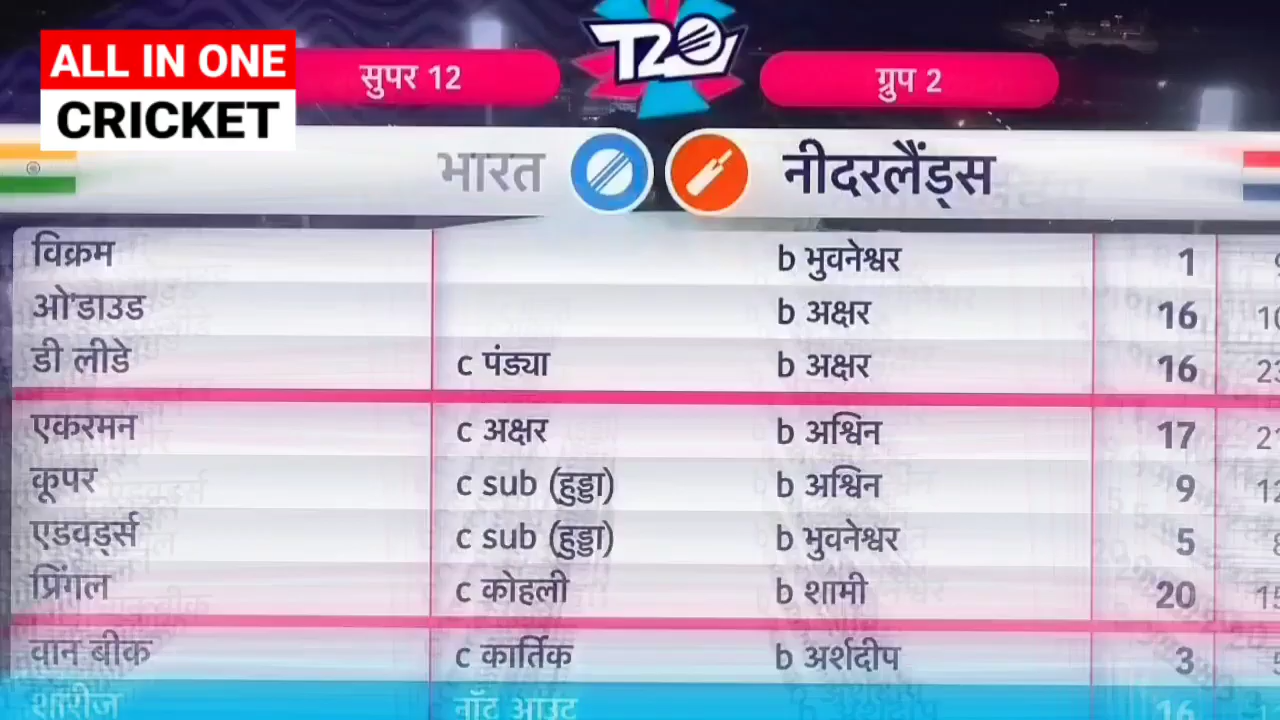 ALL IN ONE
CRICKET
सुपर 12
T20
ग्रुप 2
भारत
नीदरलैंड्स
विक्रम b भुवनेश्वर 1
ओ'डाउड b अक्षर 16
डी लीडे c पंड्या b अक्षर 16
एकरमन c अक्षर b अश्विन 17
कूपर c sub (हुड्डा) b अश्विन 9
एडवर्ड्स c sub (हुड्डा) b भुवनेश्वर 5
प्रिंगल c कोहली b शामी 20
वान बीक c कार्तिक b अर्शदीप 3
शारीज नॉट आउट 16